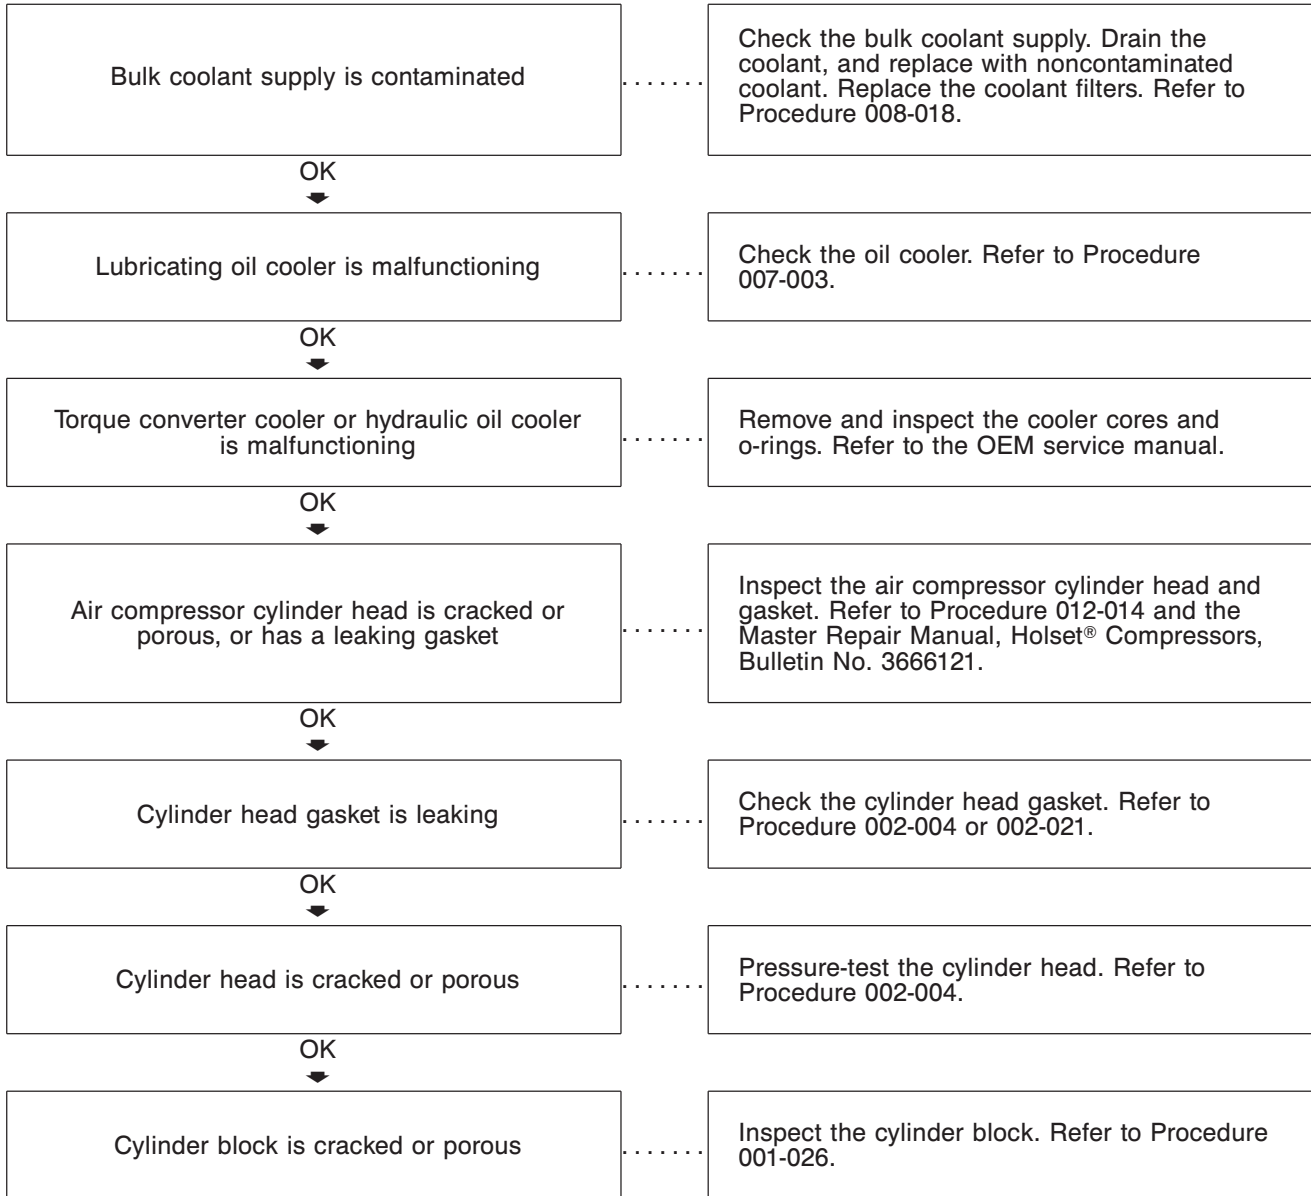 Bulk coolant supply is contaminated
. . . . . . .
Check the bulk coolant supply. Drain the
coolant, and replace with noncontaminated
coolant. Replace the coolant filters. Refer to
Procedure 008-018.
OK
Lubricating oil cooler is malfunctioning
. . . . . . .
Check the oil cooler. Refer to Procedure
007-003.
OK
Torque converter cooler or hydraulic oil cooler
is malfunctioning
. . . . . . .
Remove and inspect the cooler cores and
o-rings. Refer to the OEM service manual.
OK
Air compressor cylinder head is cracked or
porous, or has a leaking gasket
. . . . . . .
Inspect the air compressor cylinder head and
gasket. Refer to Procedure 012-014 and the
Master Repair Manual, Holset® Compressors,
Bulletin No. 3666121.
OK
Cylinder head gasket is leaking
. . . . . . .
Check the cylinder head gasket. Refer to
Procedure 002-004 or 002-021.
OK
Cylinder head is cracked or porous
. . . . . . .
Pressure-test the cylinder head. Refer to
Procedure 002-004.
OK
Cylinder block is cracked or porous
. . . . . . .
Inspect the cylinder block. Refer to Procedure
001-026.